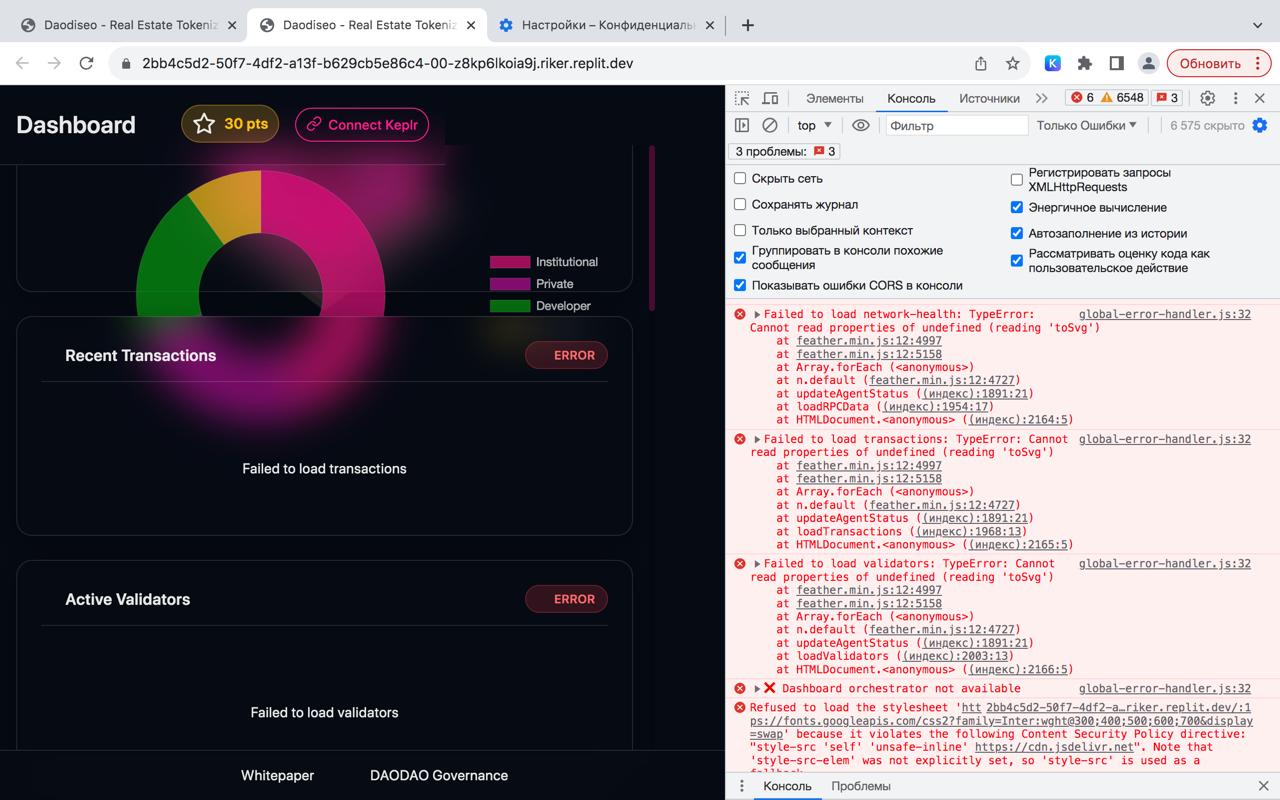 Daodiseo - Real Estate Tokeniz
Daodiseo - Real Estate Tokeniz
Настройки – Конфиденциаль
2bb4c5d2-50f7-4df2-a13f-b629cb5e86c4-00-z8kp6lkoia9j.riker.replit.dev
Обновить
Dashboard
30 pts
Connect Keplr
Institutional
Private
Developer
Recent Transactions
ERROR
Failed to load transactions
Active Validators
ERROR
Failed to load validators
Whitepaper
DAODAO Governance
Элементы
Консоль
Источники
6
6548
3
top
Фильтр
Только Ошибки
6 575 скрыто
3 проблемы: 3
Скрыть сеть
Регистрировать запросы
XMLHttpRequests
Сохранять журнал
Энергичное вычисление
Только выбранный контекст
Автозаполнение из истории
Группировать в консоли похожие
сообщения
Рассматривать оценку кода как
пользовательское действие
Показывать ошибки CORS в консоли
Failed to load network-health: TypeError: global-error-handler.js:32
Cannot read properties of undefined (reading 'toSvg')
at feather.min.js:12:4997
at feather.min.js:12:5158
at Array.forEach (<anonymous>)
at n.default (feather.min.js:12:4727)
at updateAgentStatus ((индекс):1891:21)
at loadRPCData ((индекс):1954:17)
at HTMLDocument.<anonymous> ((индекс):2164:5)
Failed to load transactions: TypeError: Cannot global-error-handler.js:32
read properties of undefined (reading 'toSvg')
at feather.min.js:12:4997
at feather.min.js:12:5158
at Array.forEach (<anonymous>)
at n.default (feather.min.js:12:4727)
at updateAgentStatus ((индекс):1891:21)
at loadTransactions ((индекс):1968:13)
at HTMLDocument.<anonymous> ((индекс):2165:5)
Failed to load validators: TypeError: Cannot global-error-handler.js:32
read properties of undefined (reading 'toSvg')
at feather.min.js:12:4997
at feather.min.js:12:5158
at Array.forEach (<anonymous>)
at n.default (feather.min.js:12:4727)
at updateAgentStatus ((индекс):1891:21)
at loadValidators ((индекс):2003:13)
at HTMLDocument.<anonymous> ((индекс):2166:5)
❌ Dashboard orchestrator not available global-error-handler.js:32
Refused to load the stylesheet 'htt 2bb4c5d2-50f7-4df2-a…riker.replit.dev/:1
ps://fonts.googleapis.com/css2?family=Inter:wght@300;400;500;600;700&display
=swap' because it violates the following Content Security Policy directive:
"style-src 'self' 'unsafe-inline' https://cdn.jsdelivr.net". Note that
'style-src-elem' was not explicitly set, so 'style-src' is used as a
Консоль
Проблемы